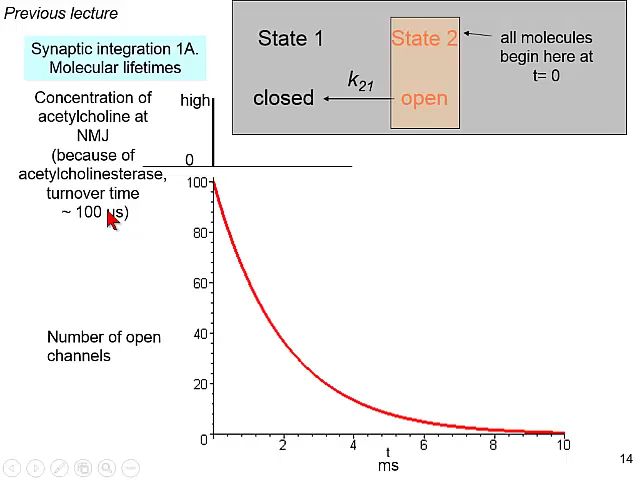 Previous lecture
Synaptic integration 1A.
Molecular lifetimes
State 1
State 2
all molecules
begin here at
t= 0
k21
closed
open
Concentration of
acetylcholine at
NMJ
(because of
acetylcholinesterase,
turnover time
~ 100 μs)
high
0
100
80
60
40
20
0
Number of open
channels
2
4
6
8
10
t
ms
14